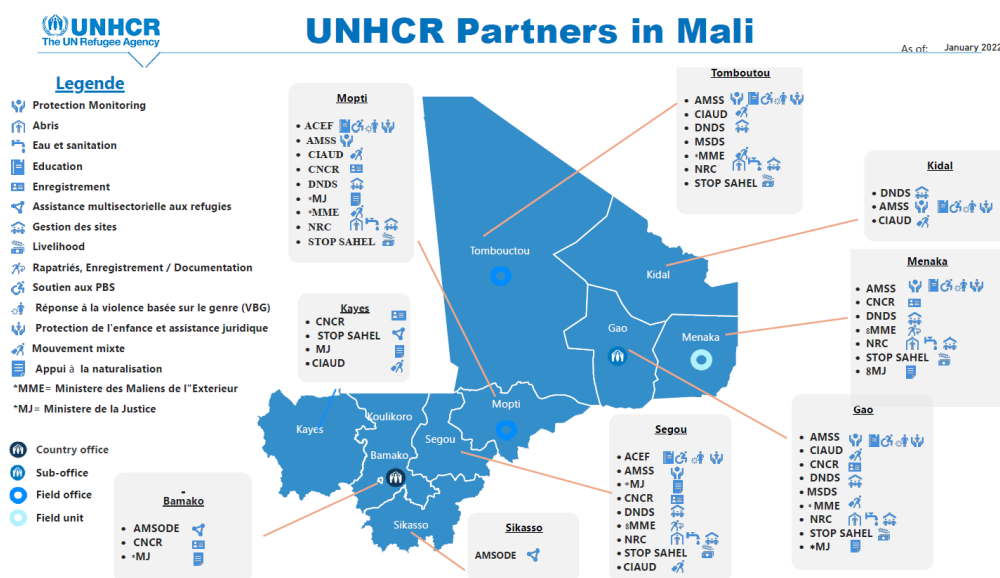 UNHCR
The UN Refugee Agency
UNHCR Partners in Mali
As of: January 2022
Legende
Protection Monitoring
Abris
Eau et sanitation
Education
Enregistrement
Assistance multisectorielle aux refugies
Gestion des sites
Livelihood
Rapatriés, Enregistrement / Documentation
Soutien aux PBS
Réponse à la violence basée sur le genre (VBG)
Protection de l'enfance et assistance juridique
Mouvement mixte
Appui à la naturalisation
*MME= Ministere des Maliens de l"Exterieur
*MJ= Ministere de la Justice
Country office
Sub-office
Field office
Field unit
Mopti
• ACEF
• AMSS
• CIAUD
• CNCR
• DNDS
• *MJ
• *MME
• NRC
• STOP SAHEL
Tomboutou
• AMSS
• CIAUD
• DNDS
• MSDS
• *MME
• NRC
• STOP SAHEL
Kidal
• DNDS
• AMSS
• CIAUD
Menaka
• AMSS
• CNCR
• DNDS
• 8MME
• NRC
• STOP SAHEL
• 8MJ
Kayes
• CNCR
• STOP SAHEL
• MJ
• CIAUD
Tombouctou
Kidal
Gao
Menaka
Mopti
Koulikoro
Kayes
Segou
Bamako
Sikasso
Gao
• AMSS
• CIAUD
• CNCR
• DNDS
• MSDS
• * MME
• NRC
• STOP SAHEL
• *MJ
Segou
• ACEF
• AMSS
• *MJ
• CNCR
• DNDS
• 8MME
• NRC
• STOP SAHEL
• CIAUD
-
Bamako
• AMSODE
• CNCR
• *MJ
Sikasso
AMSODE